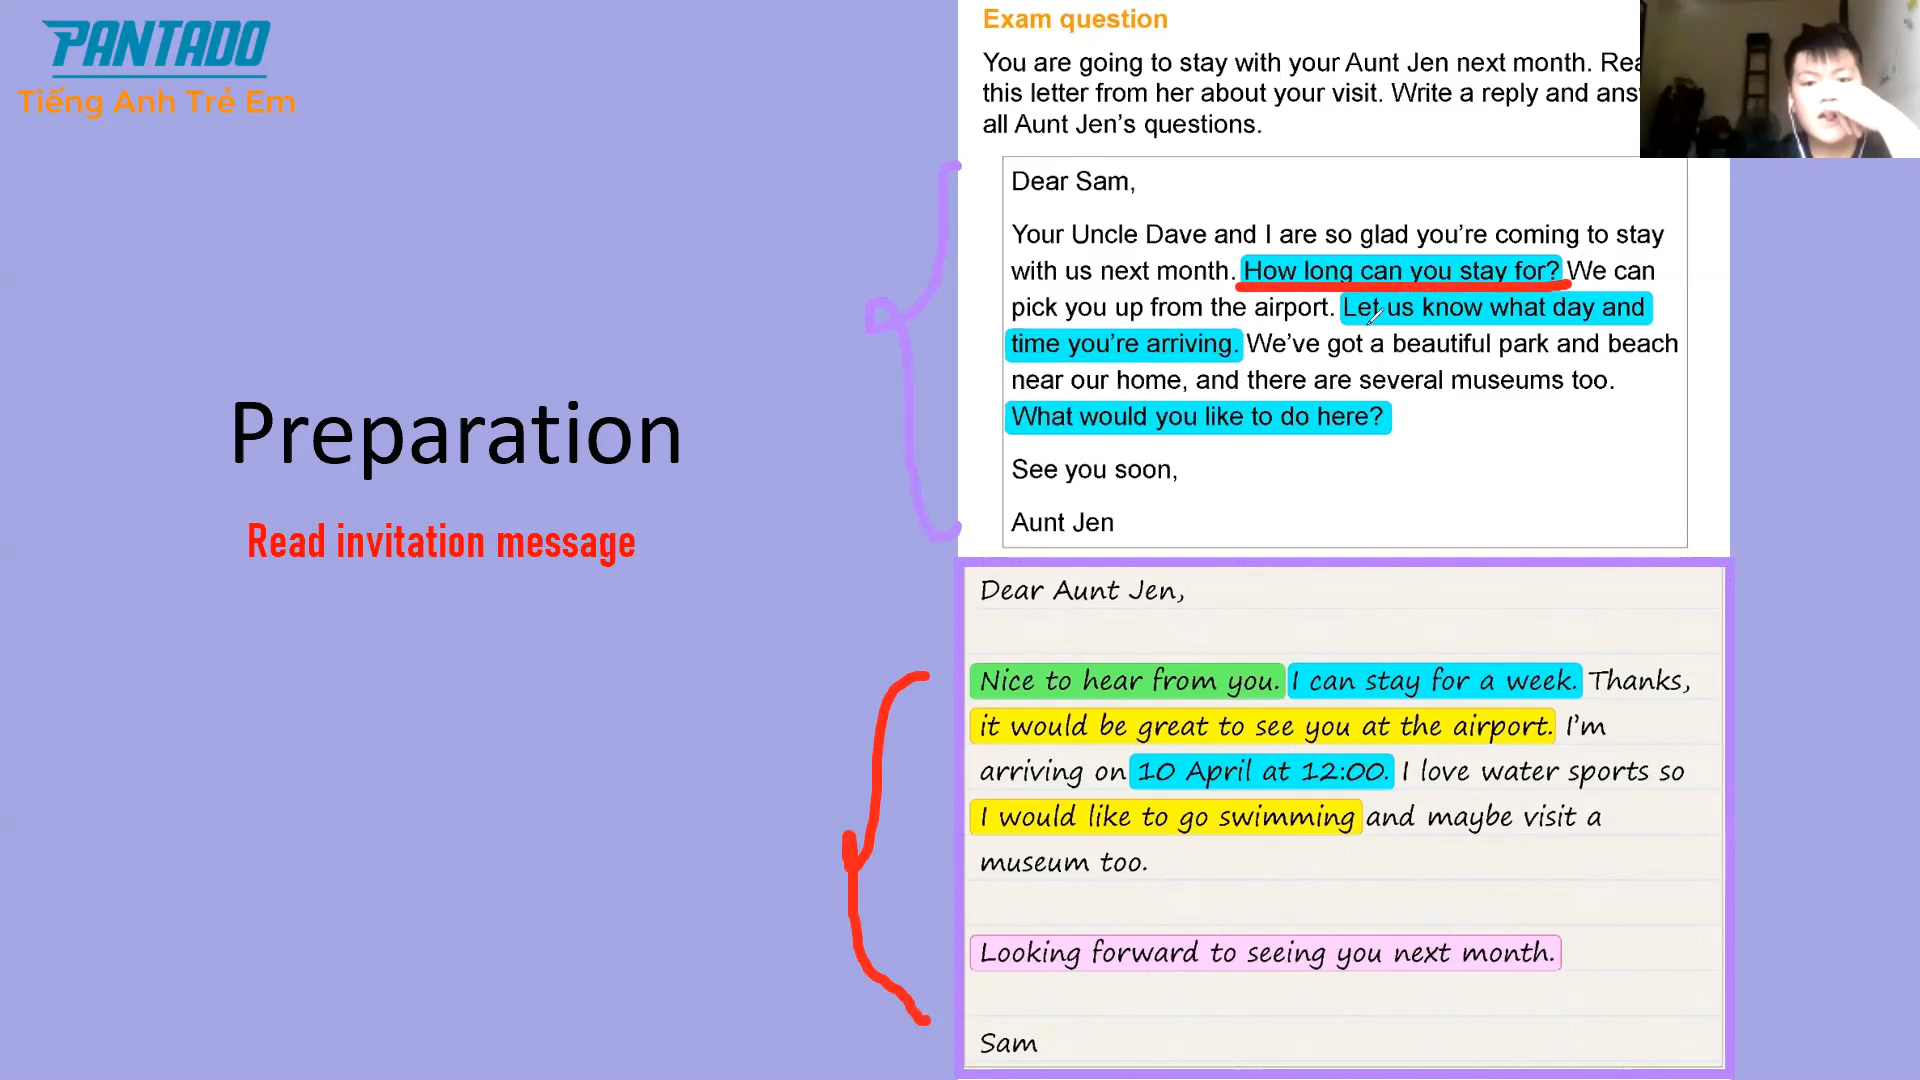 PANTADO
Tiếng Anh Trẻ Em
Preparation
Read invitation message
Exam question
You are going to stay with your Aunt Jen next month.
this letter from her about your visit. Write a reply and
all Aunt Jen's questions.
Dear Sam,
Your Uncle Dave and I are so glad you're coming to stay
with us next month. How long can you stay for? We can
pick you up from the airport. Let us know what day and
time you're arriving. We've got a beautiful park and beach
near our home, and there are several museums too.
What would you like to do here?
See you soon,
Aunt Jen
Dear Aunt Jen,
Nice to hear from you. I can stay for a week. Thanks,
it would be great to see you at the airport. I'm
arriving on 10 April at 12:00. I love water sports so
I would like to go swimming and maybe visit a
museum too.
Looking forward to seeing you next month.
Sam